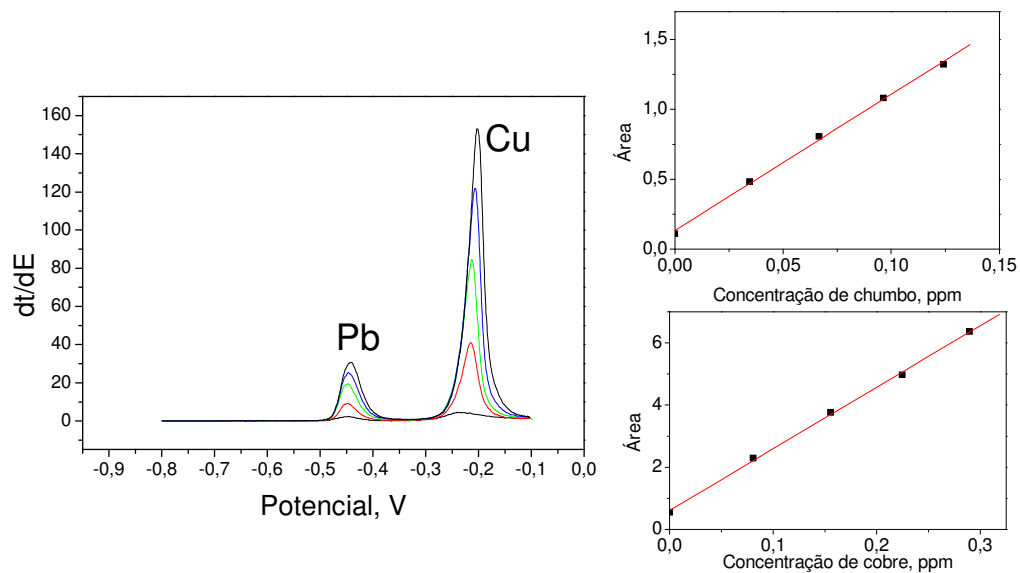 160
140
120
100
80
60
40
20
0
dt/dE
Pb
Cu
-0,9 -0,8 -0,7 -0,6 -0,5 -0,4 -0,3 -0,2 -0,1 0,0
Potencial, V
1,5
1,0
0,5
0,0
Área
0,00 0,05 0,10 0,15
Concentração de chumbo, ppm
6
4
2
0
Área
0,0 0,1 0,2 0,3
Concentração de cobre, ppm